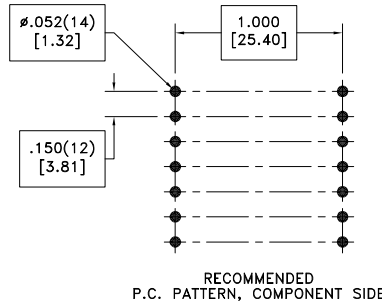 ø.052(14)
[1.32]
1.000
[25.40]
.150(12)
[3.81]
RECOMMENDED
P.C. PATTERN, COMPONENT SIDE